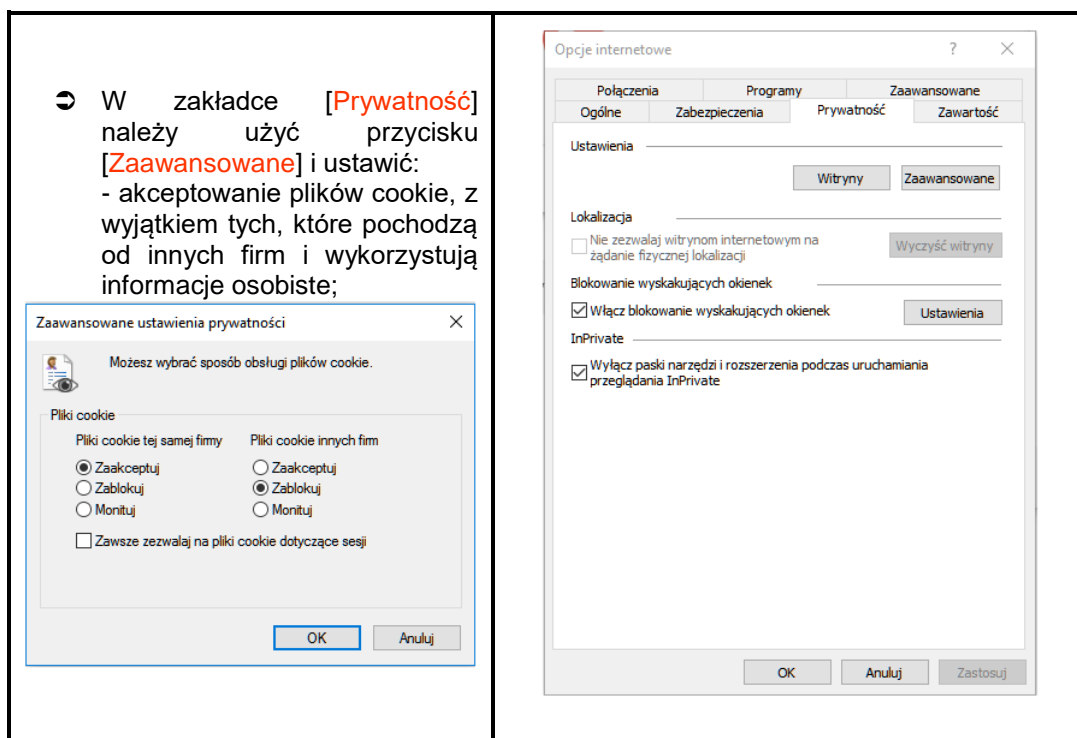 ➲ W zakładce [Prywatność]
należy użyć przycisku
[Zaawansowane] i ustawić:
- akceptowanie plików cookie, z
wyjątkiem tych, które pochodzą
od innych firm i wykorzystują
informacje osobiste;
Zaawansowane ustawienia prywatności
Możesz wybrać sposób obsługi plików cookie.
Pliki cookie
Pliki cookie tej samej firmy Pliki cookie innych firm
Zaakceptuj Zaakceptuj
Zablokuj Zablokuj
Monituj Monituj
Zawsze zezwalaj na pliki cookie dotyczące sesji
OK Anuluj
Opcje internetowe ?
Połączenia Programy Zaawansowane
Ogólne Zabezpieczenia Prywatność Zawartość
Ustawienia
Witryny Zaawansowane
Lokalizacja
Nie zezwalaj witrynom internetowym na
żądanie fizycznej lokalizacji
Wyczyść witryny
Blokowanie wyskakujących okienek
Włącz blokowanie wyskakujących okienek Ustawienia
InPrivate
Wyłącz paski narzędzi i rozszerzenia podczas uruchamiania
przeglądania InPrivate
OK Anuluj Zastosuj